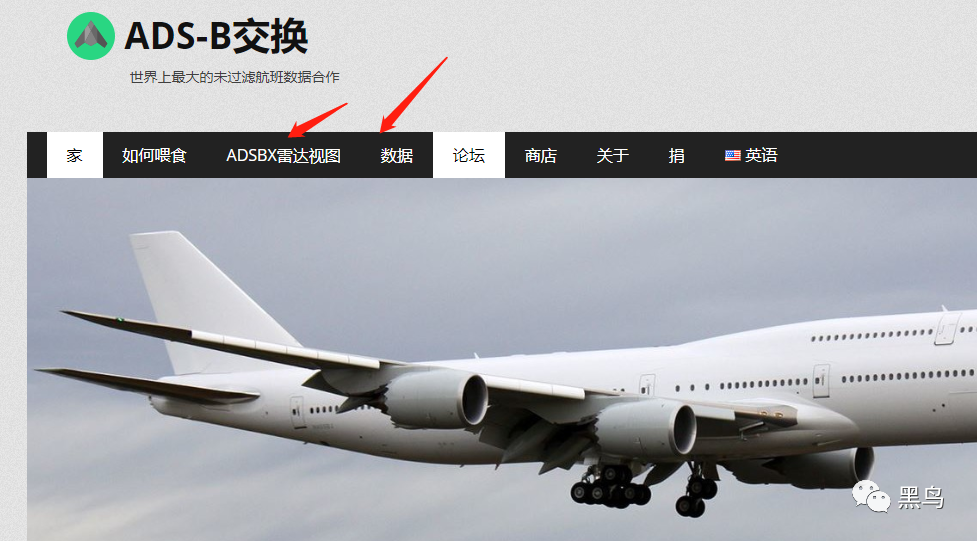 ADS-B交换
世界上最大的未过滤航班数据合作
家 如何喂食 ADSBX雷达视图 数据 论坛 商店 关于 捐 英语
黑鸟